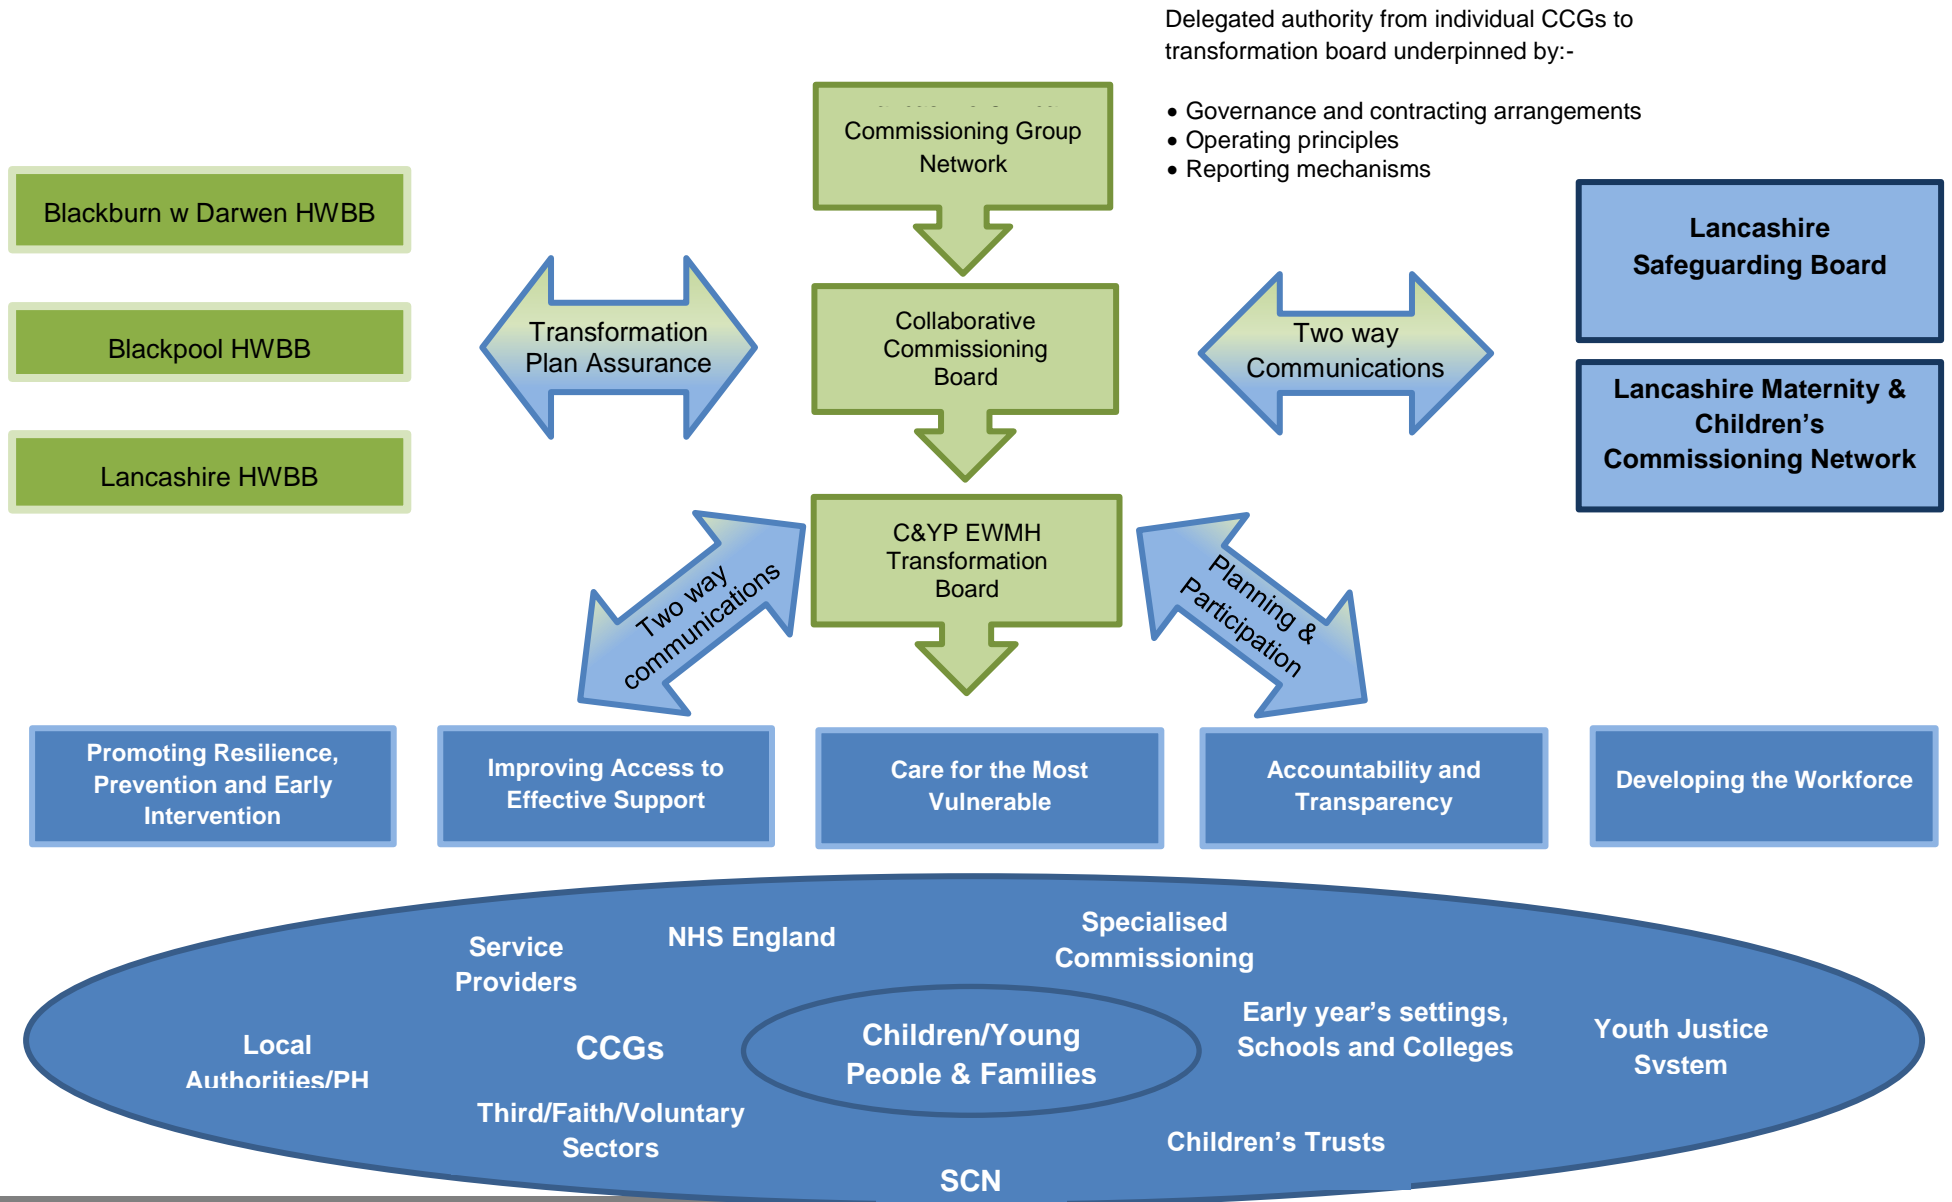 Delegated authority from individual CCGs to
transformation board underpinned by:-
• Governance and contracting arrangements
• Operating principles
• Reporting mechanisms
Commissioning Group
Network
Blackburn w Darwen HWBB
Blackpool HWBB
Lancashire HWBB
Transformation
Plan Assurance
Collaborative
Commissioning
Board
Two way
Communications
Lancashire
Safeguarding Board
Lancashire Maternity &
Children's
Commissioning Network
C&YP EWMH
Transformation
Board
Two way
communications
Planning &
Participation
Promoting Resilience,
Prevention and Early
Intervention
Improving Access to
Effective Support
Care for the Most
Vulnerable
Accountability and
Transparency
Developing the Workforce
Service
Providers
NHS England
Specialised
Commissioning
Local
Authorities/PH
CCGs
Children/Young
People & Families
Early year's settings,
Schools and Colleges
Youth Justice
System
Third/Faith/Voluntary
Sectors
Children's Trusts
SCN